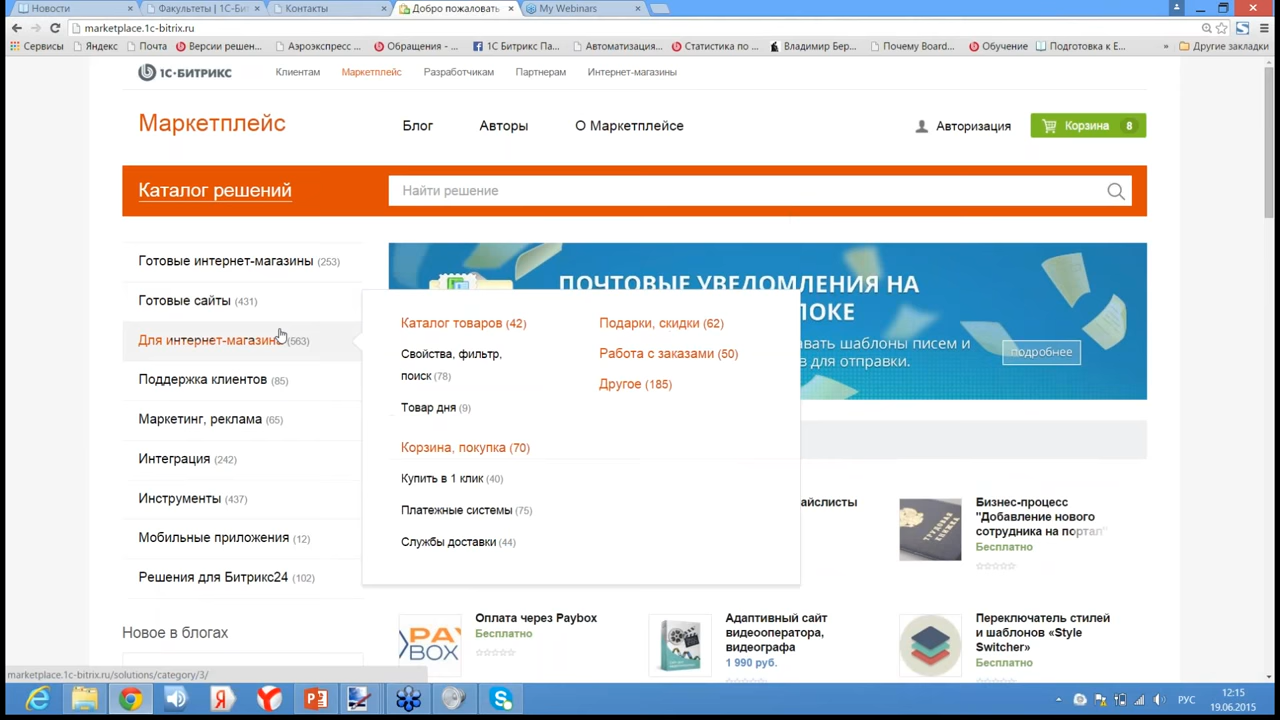 Новости
Факультеты | 1С-Би
Контакты
Добро пожаловать
My Webinars
marketplace.1c-bitrix.ru
Сервисы
Яндекс
Почта
Версии решен...
Аэроэкспресс ...
Обращения - ...
1С Битрикс Па...
Автоматизация...
Статистика по ...
Владимир Бер...
Почему Board...
Обучение
Подготовка к Е...
»
Другие закладки
1С-БИТРИКС
Клиентам
Маркетплейс
Разработчикам
Партнерам
Интернет-магазины
Маркетплейс
Блог
Авторы
О Маркетплейсе
Авторизация
Корзина 8
Каталог решений
Найти решение
Готовые интернет-магазины (253)
Готовые сайты (431)
Для интернет-магазина (563)
Поддержка клиентов (85)
Маркетинг, реклама (65)
Интеграция (242)
Инструменты (437)
Мобильные приложения (12)
Решения для Битрикс24 (102)
Новое в блогах
ПОЧТОВЫЕ УВЕДОМЛЕНИЯ НА
ЛОКЕ
авать шаблоны писем и
в для отправки.
подробнее
Каталог товаров (42)
Свойства, фильтр,
поиск (78)
Товар дня (9)
Корзина, покупка (70)
Купить в 1 клик (40)
Платежные системы (75)
Службы доставки (44)
Подарки, скидки (62)
Работа с заказами (50)
Другое (185)
айслисты
Бизнес-процесс
"Добавление нового
сотрудника на портал"
Бесплатно
PAY
BOX
Оплата через Paybox
Бесплатно
Адаптивный сайт
видеооператора,
видеографа
1 990 руб.
Переключатель стилей
и шаблонов «Style
Switcher»
Бесплатно
marketplace.1c-bitrix.ru/solutions/category/3/
РУС
12:15
19.06.2015